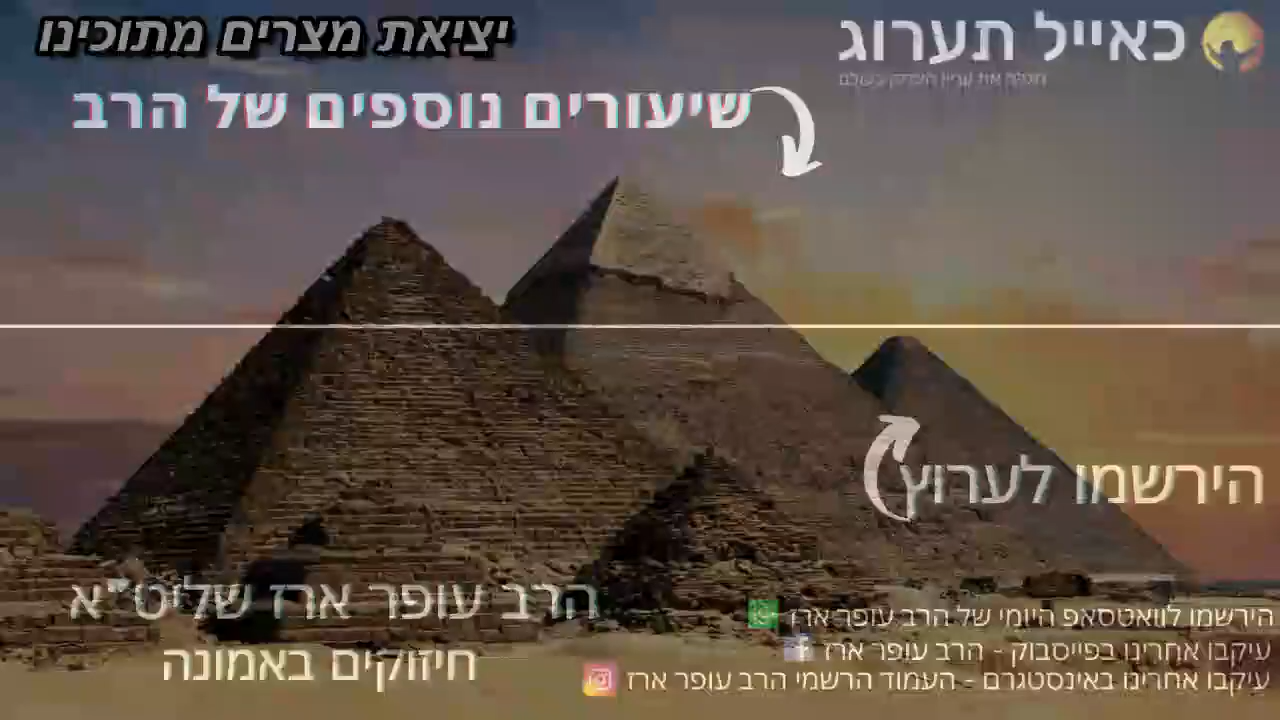 יציאת מצרים מתוכינו
כאייל תערוג
שיעורים נוספים של הרב
הירשמו לערוץ
הרב עופר ארז שליט"א
חיזוקים באמונה
הירשמו לוואטסאפ היומי של הרב עופר ארז
עיקבו אחרינו בפייסבוק - הרב עופר ארז
עיקבו אחרינו באינסטגרם - העמוד הרשמי הרב עופר ארז